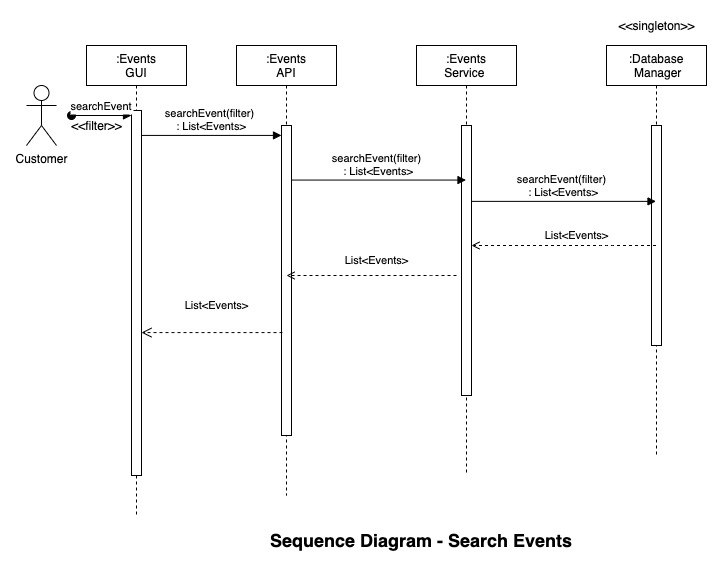 <<singleton>>
:Events
GUI
:Events
API
:Events
Service
:Database
Manager
searchEvent
<<filter>>
Customer
searchEvent(filter)
: List<Events>
searchEvent(filter)
: List<Events>
searchEvent(filter)
: List<Events>
List<Events>
List<Events>
List<Events>
Sequence Diagram - Search Events